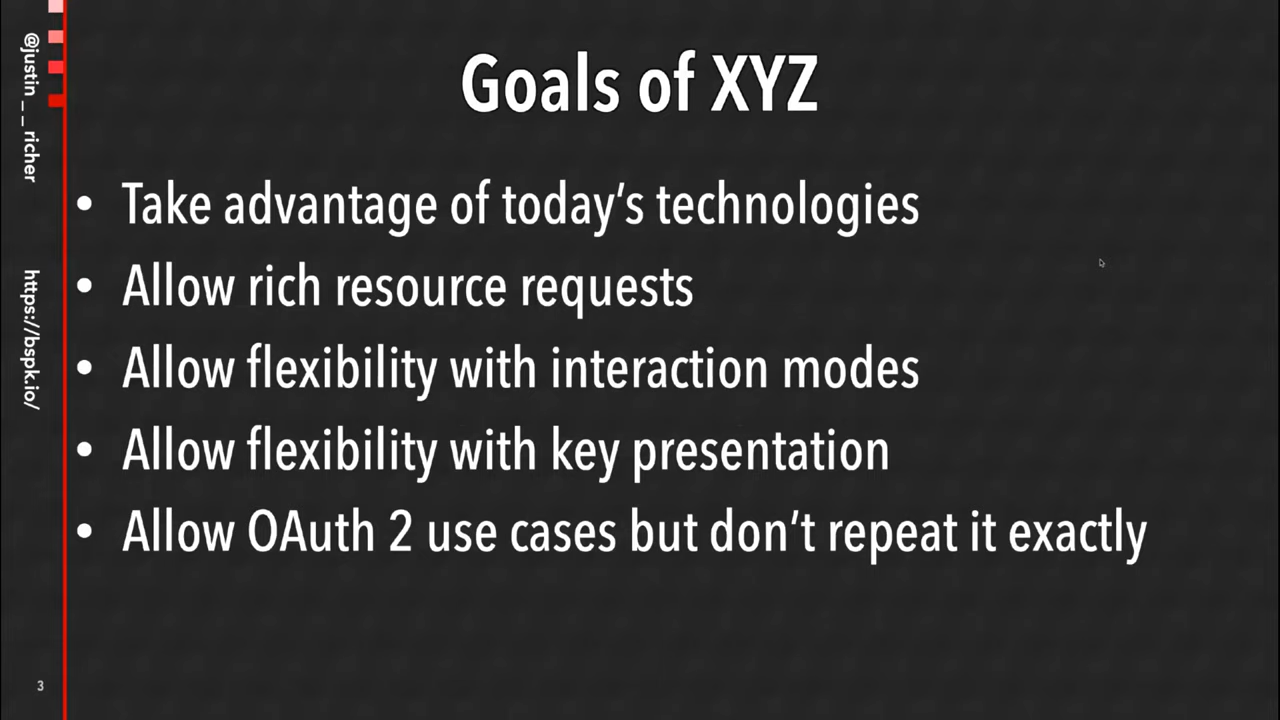 @justin__richer
https://bspk.io/
Goals of XYZ
• Take advantage of today's technologies
• Allow rich resource requests
• Allow flexibility with interaction modes
• Allow flexibility with key presentation
• Allow OAuth 2 use cases but don't repeat it exactly
3